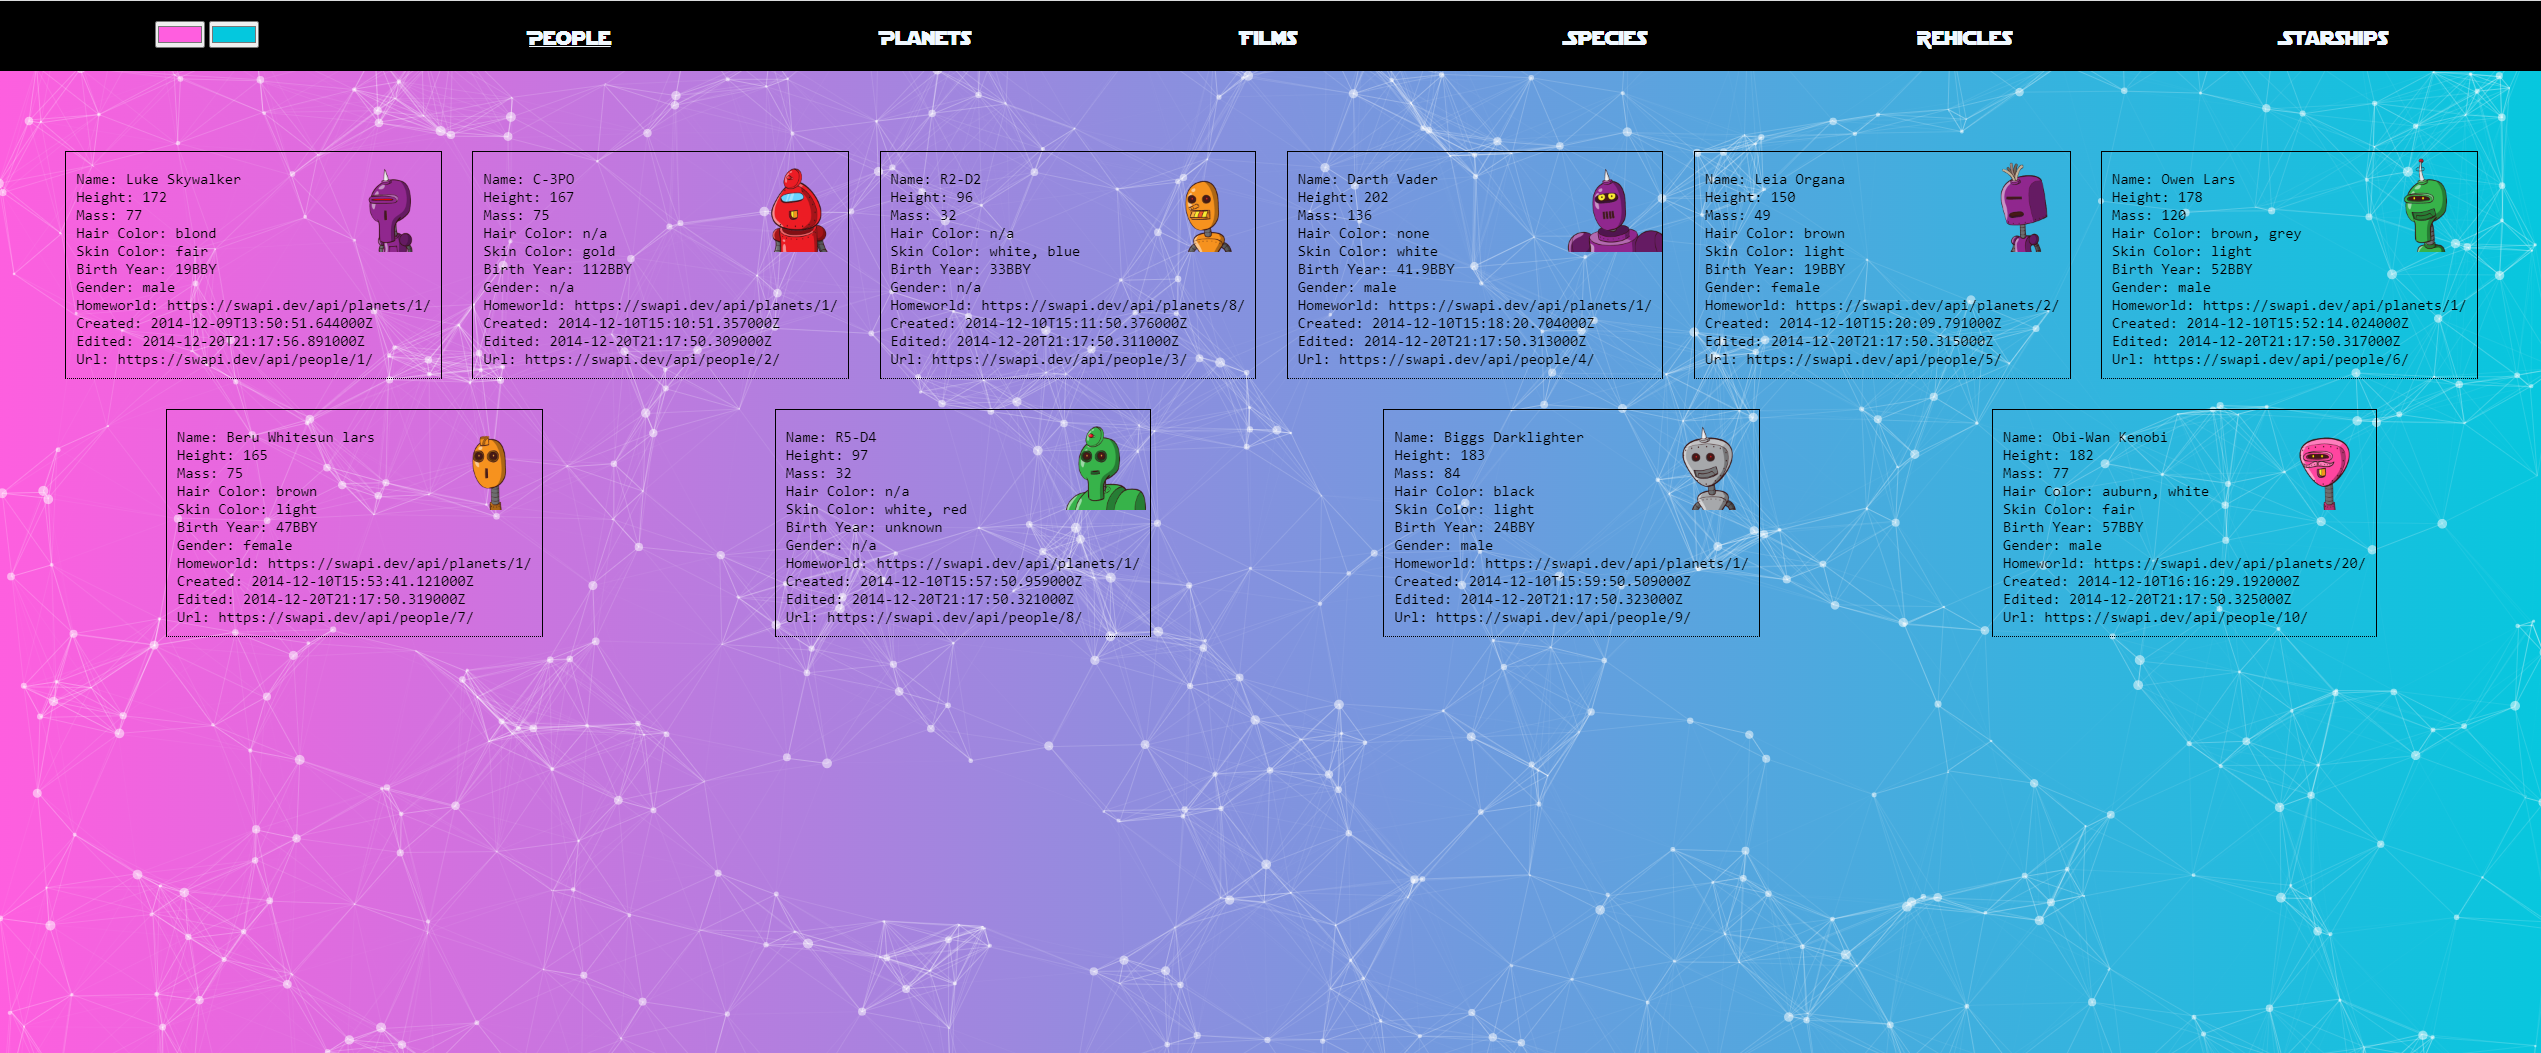 People Planets Films Species Rehicles Starships
Name: Luke Skywalker
Height: 172
Mass: 77
Hair Color: blond
Skin Color: fair
Birth Year: 19BBY
Gender: male
Homeworld: https://swapi.dev/api/planets/1/
Created: 2014-12-09T13:50:51.644000Z
Edited: 2014-12-20T21:17:56.891000Z
Url: https://swapi.dev/api/people/1/
Name: C-3PO
Height: 167
Mass: 75
Hair Color: n/a
Skin Color: gold
Birth Year: 112BBY
Gender: n/a
Homeworld: https://swapi.dev/api/planets/1/
Created: 2014-12-10T15:10:51.357000Z
Edited: 2014-12-20T21:17:50.309000Z
Url: https://swapi.dev/api/people/2/
Name: R2-D2
Height: 96
Mass: 32
Hair Color: n/a
Skin Color: white, blue
Birth Year: 33BBY
Gender: n/a
Homeworld: https://swapi.dev/api/planets/8/
Created: 2014-12-10T15:11:50.376000Z
Edited: 2014-12-20T21:17:50.311000Z
Url: https://swapi.dev/api/people/3/
Name: Darth Vader
Height: 202
Mass: 136
Hair Color: none
Skin Color: white
Birth Year: 41.9BBY
Gender: male
Homeworld: https://swapi.dev/api/planets/1/
Created: 2014-12-10T15:18:20.704000Z
Edited: 2014-12-20T21:17:50.313000Z
Url: https://swapi.dev/api/people/4/
Name: Leia Organa
Height: 150
Mass: 49
Hair Color: brown
Skin Color: light
Birth Year: 19BBY
Gender: female
Homeworld: https://swapi.dev/api/planets/2/
Created: 2014-12-10T15:20:09.791000Z
Edited: 2014-12-20T21:17:50.315000Z
Url: https://swapi.dev/api/people/5/
Name: Owen Lars
Height: 178
Mass: 120
Hair Color: brown, grey
Skin Color: light
Birth Year: 52BBY
Gender: male
Homeworld: https://swapi.dev/api/planets/1/
Created: 2014-12-10T15:52:14.024000Z
Edited: 2014-12-20T21:17:50.317000Z
Url: https://swapi.dev/api/people/6/
Name: Beru Whitesun lars
Height: 165
Mass: 75
Hair Color: brown
Skin Color: light
Birth Year: 47BBY
Gender: female
Homeworld: https://swapi.dev/api/planets/1/
Created: 2014-12-10T15:53:41.121000Z
Edited: 2014-12-20T21:17:50.319000Z
Url: https://swapi.dev/api/people/7/
Name: R5-D4
Height: 97
Mass: 32
Hair Color: n/a
Skin Color: white, red
Birth Year: unknown
Gender: n/a
Homeworld: https://swapi.dev/api/planets/1/
Created: 2014-12-10T15:57:50.959000Z
Edited: 2014-12-20T21:17:50.321000Z
Url: https://swapi.dev/api/people/8/
Name: Biggs Darklighter
Height: 183
Mass: 84
Hair Color: black
Skin Color: light
Birth Year: 24BBY
Gender: male
Homeworld: https://swapi.dev/api/planets/1/
Created: 2014-12-10T15:59:50.509000Z
Edited: 2014-12-20T21:17:50.323000Z
Url: https://swapi.dev/api/people/9/
Name: Obi-Wan Kenobi
Height: 182
Mass: 77
Hair Color: auburn, white
Skin Color: fair
Birth Year: 57BBY
Gender: male
Homeworld: https://swapi.dev/api/planets/20/
Created: 2014-12-10T16:16:29.192000Z
Edited: 2014-12-20T21:17:50.325000Z
Url: https://swapi.dev/api/people/10/